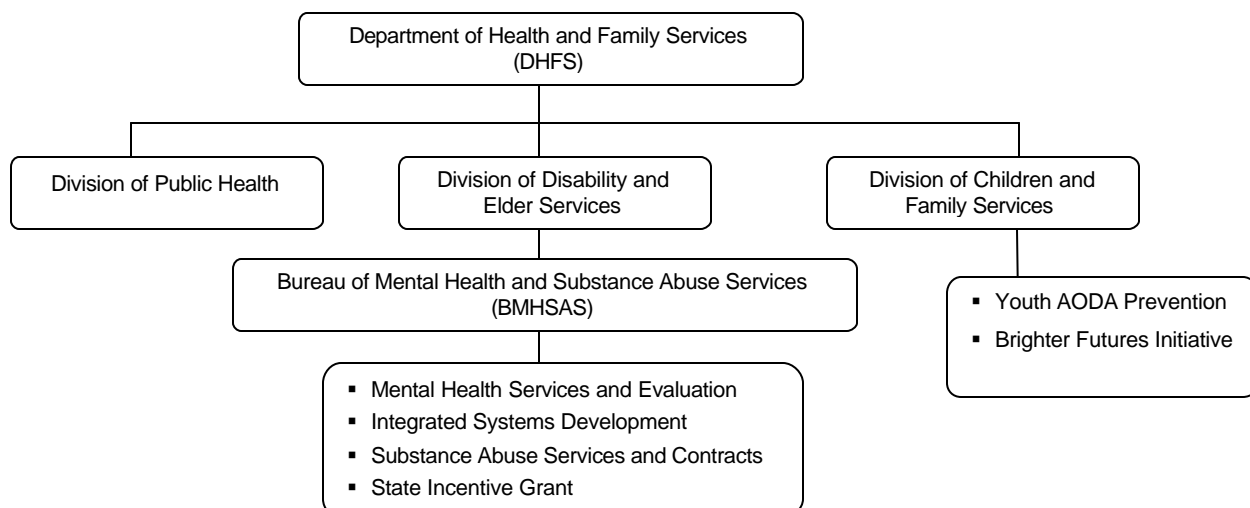 Department of Health and Family Services
(DHFS)
Division of Public Health
Division of Disability and
Elder Services
Division of Children and
Family Services
Bureau of Mental Health and Substance Abuse Services
(BMHSAS)
▪ Youth AODA Prevention
▪ Brighter Futures Initiative
▪ Mental Health Services and Evaluation
▪ Integrated Systems Development
▪ Substance Abuse Services and Contracts
▪ State Incentive Grant